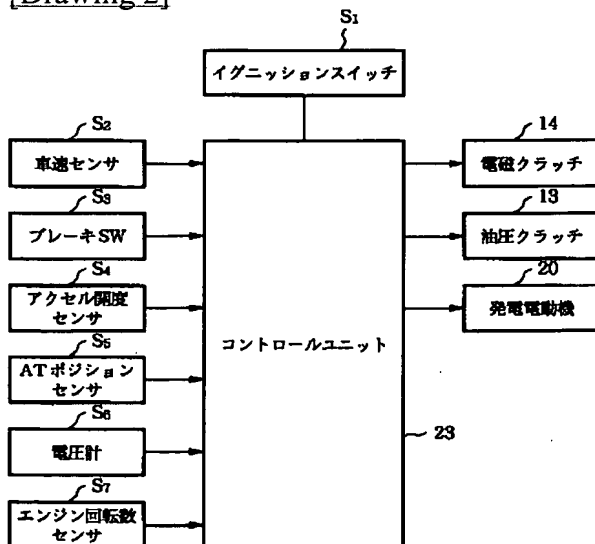 [Drawing 2]
S1
イグニッションスイッチ
S2
車速センサ
S3
ブレーキSW
S4
アクセル開度
センサ
S5
ATポジション
センサ
S6
電圧計
S7
エンジン回転数
センサ
コントロールユニット
23
14
電磁クラッチ
13
油圧クラッチ
20
発電電動機